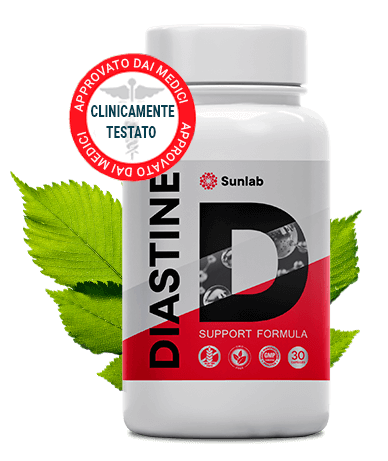 APPROVATO DAI MEDICI
CLINICAMENTE
TESTATO
APPROVATO DAI MEDICI
Sunlab
DIASTINE
D
SUPPORT FORMULA
GMP
30